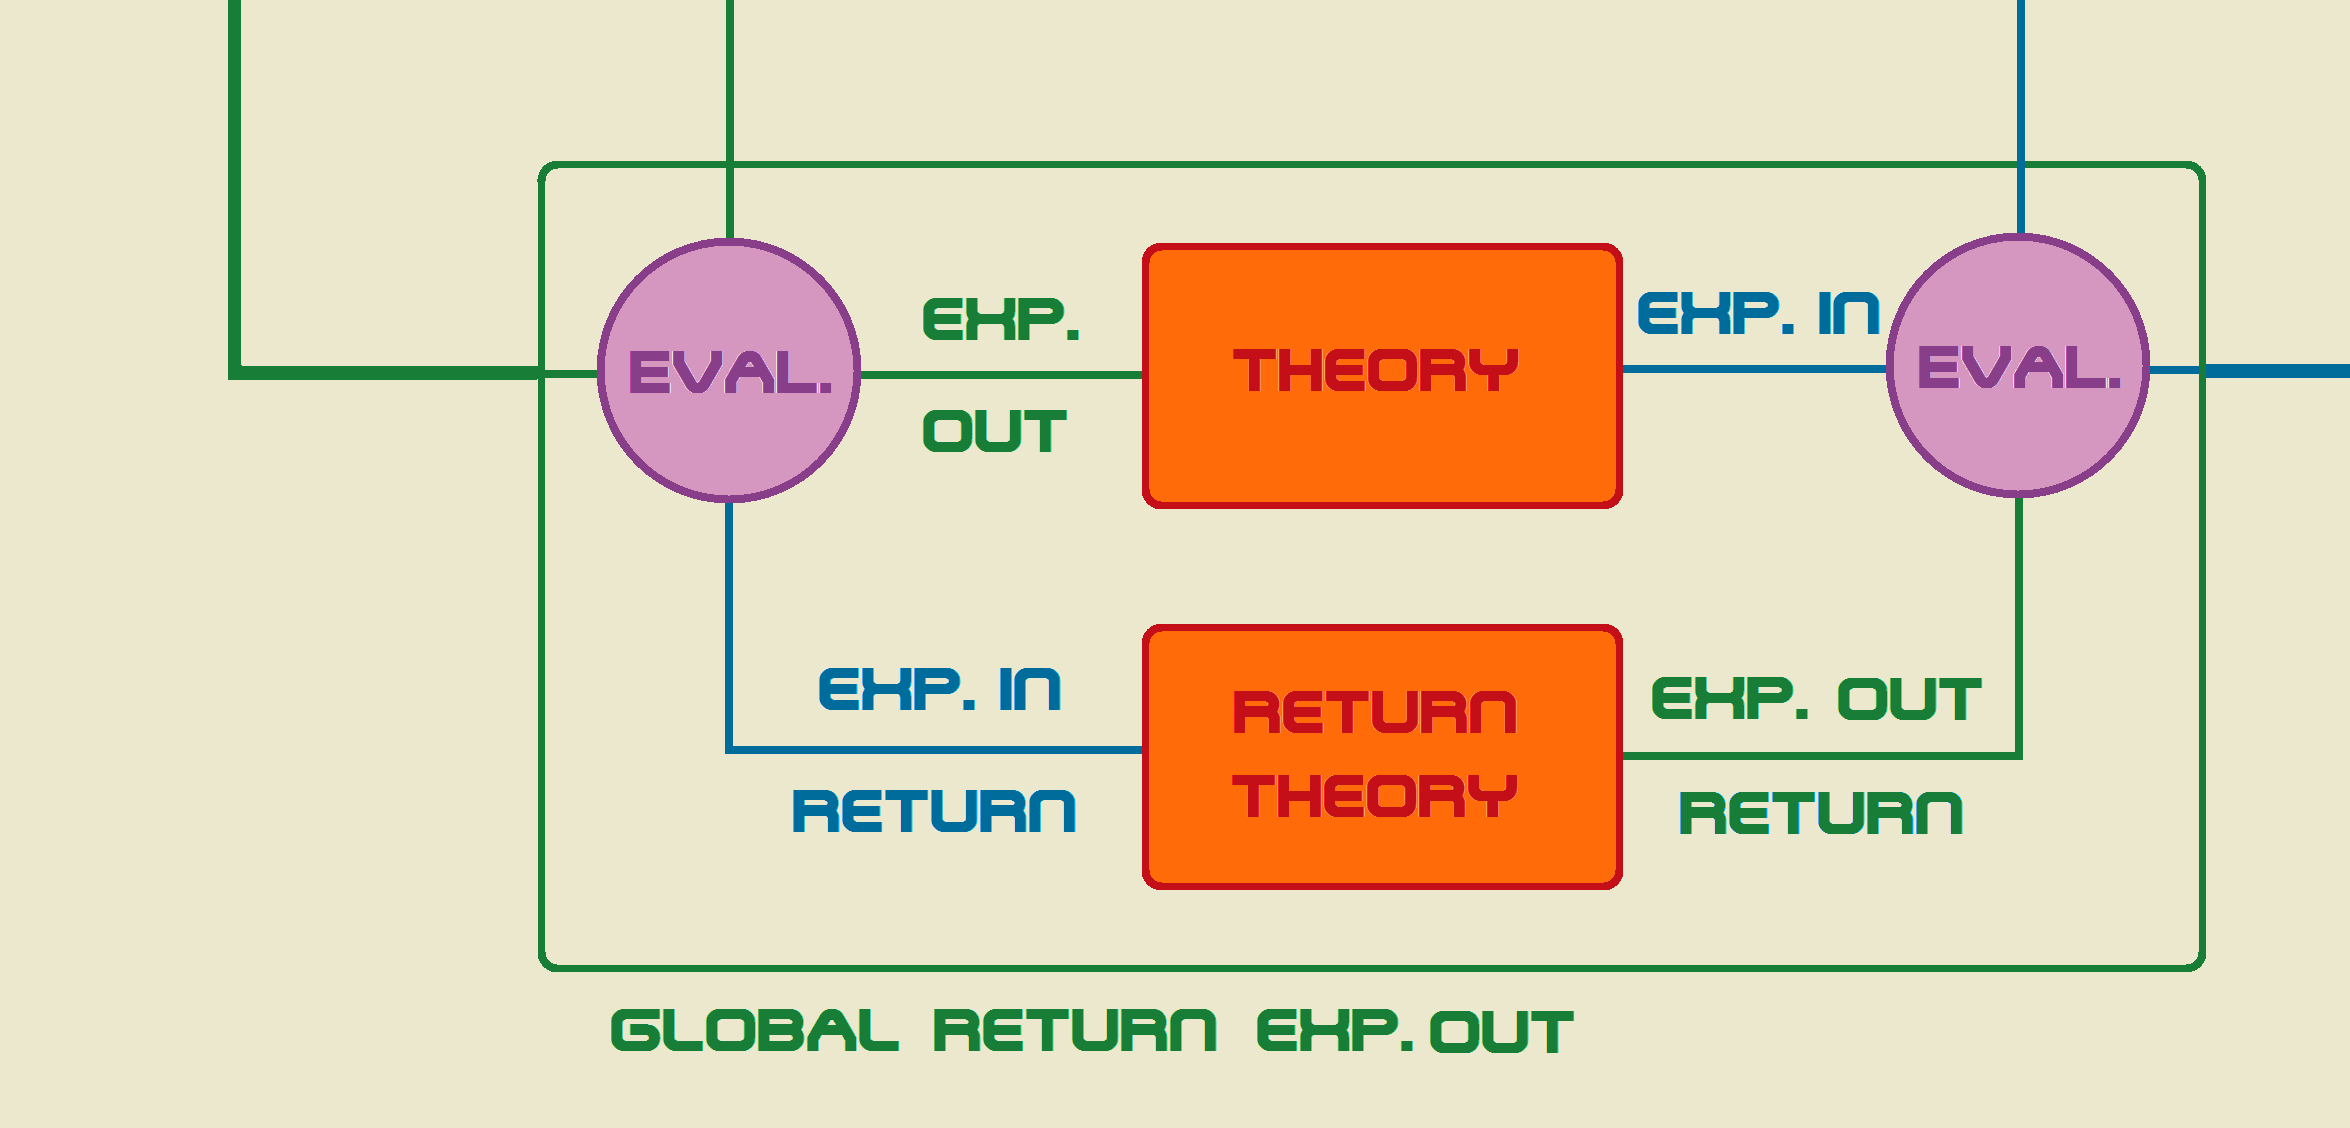 EVAL.
EXP.
OUT
THEORY
EXP. IN
EVAL.
EXP. IN
RETURN
RETURN
THEORY
EXP. OUT
RETURN
GLOBAL RETURN EXP. OUT